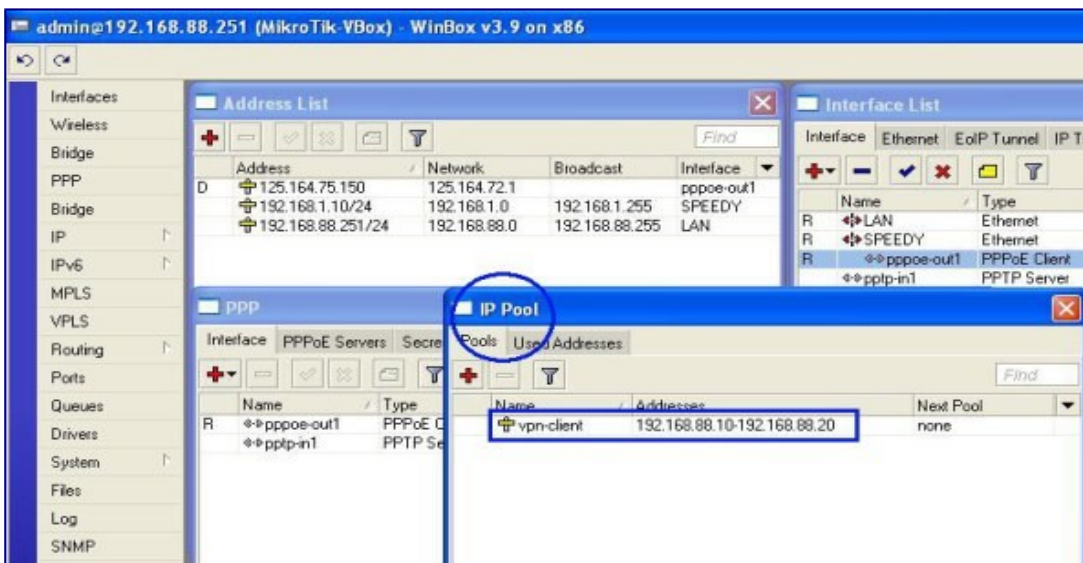 admin@192.168.88.251 (MikroTik-VBox) - WinBox v3.9 on x86
Interfaces
Wireless
Bridge
PPP
Bridge
IP
IPv6
MPLS
VPLS
Routing
Ports
Queues
Drivers
System
Files
Log
SNMP
Address List
Find
Address Network Broadcast Interface
D 125.164.75.150 125.164.72.1 pppoe-out1
192.168.1.10/24 192.168.1.0 192.168.1.255 SPEEDY
192.168.88.251/24 192.168.88.0 192.168.88.255 LAN
Interface List
Interface Ethernet EoIP Tunnel IP T
Name Type
R LAN Ethernet
R SPEEDY Ethernet
R pppoe-out1 PPPoE Client
pptp-in1 PPTP Server
PPP
Interface PPPoE Servers Secre
Name Type
R pppoe-out1 PPPoE C
pptp-in1 PPTP Se
IP Pool
Pools Used Addresses
Find
Name Addresses Next Pool
vpn-client 192.168.88.10-192.168.88.20 none